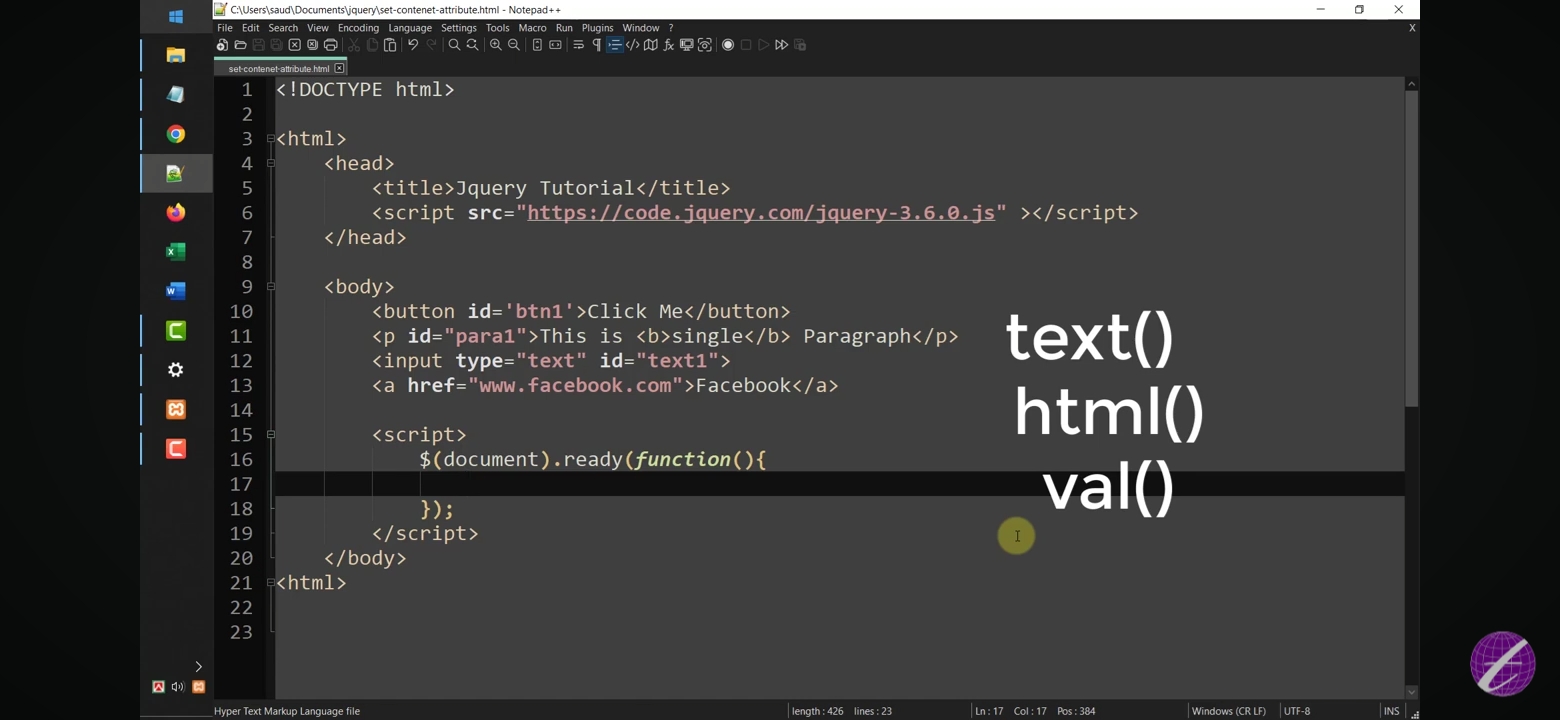 C:\Users\saud\Documents\jquery\set-contenet-attribute.html - Notepad++
File Edit Search View Encoding Language Settings Tools Macro Run Plugins Window ? X
set-contenet-attribute.html
1 <!DOCTYPE html>
2
3 <html>
4 <head>
5 <title>Jquery Tutorial</title>
6 <script src="https://code.jquery.com/jquery-3.6.0.js" ></script>
7 </head>
8
9 <body>
10 <button id='btn1'>Click Me</button>
11 <p id="para1">This is <b>single</b> Paragraph</p>
12 <input type="text" id="text1">
13 <a href="www.facebook.com">Facebook</a>
14
15 <script>
16 $(document).ready(function(){
17
18 });
19 </script>
20 </body>
21 <html>
22
23
text()
html()
val()
Hyper Text Markup Language file length : 426 lines : 23 Ln : 17 Col : 17 Pos : 384 Windows (CR LF) UTF-8 INS